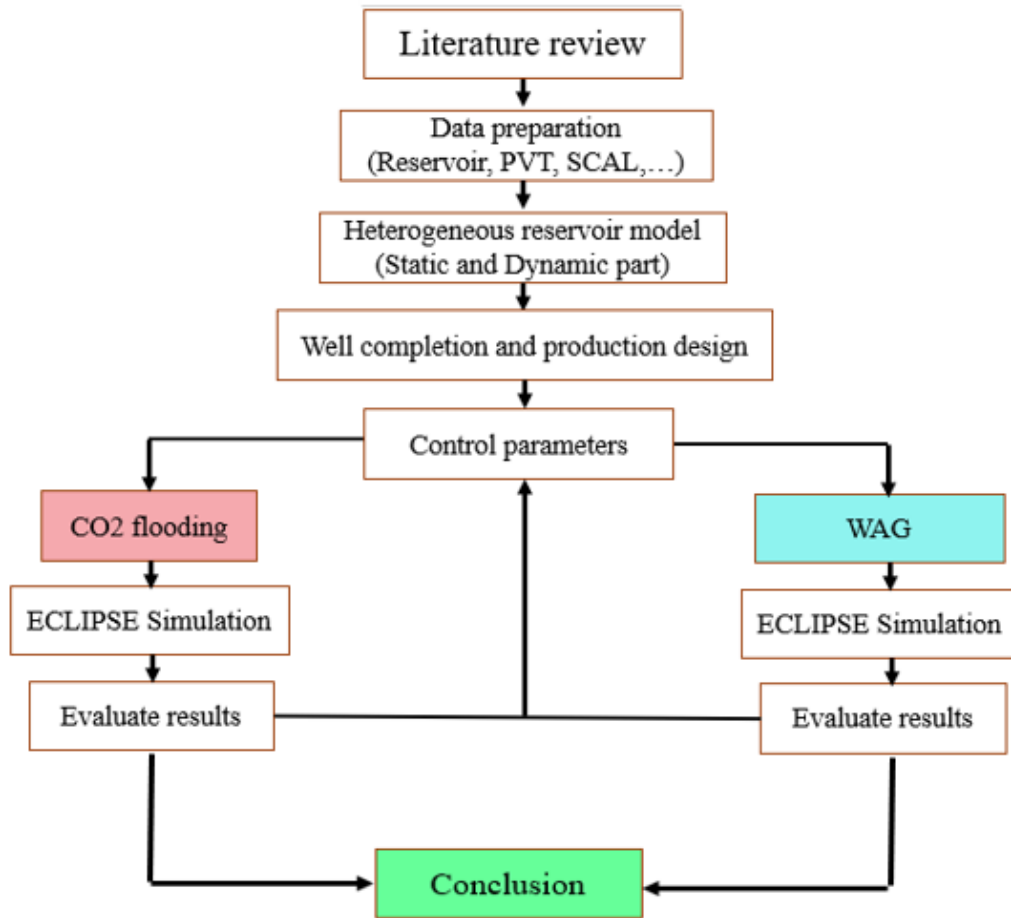 Literature review
Data preparation
(Reservoir, PVT, SCAL,…)
Heterogeneous reservoir model
(Static and Dynamic part)
Well completion and production design
Control parameters
CO2 flooding
WAG
ECLIPSE Simulation
ECLIPSE Simulation
Evaluate results
Evaluate results
Conclusion